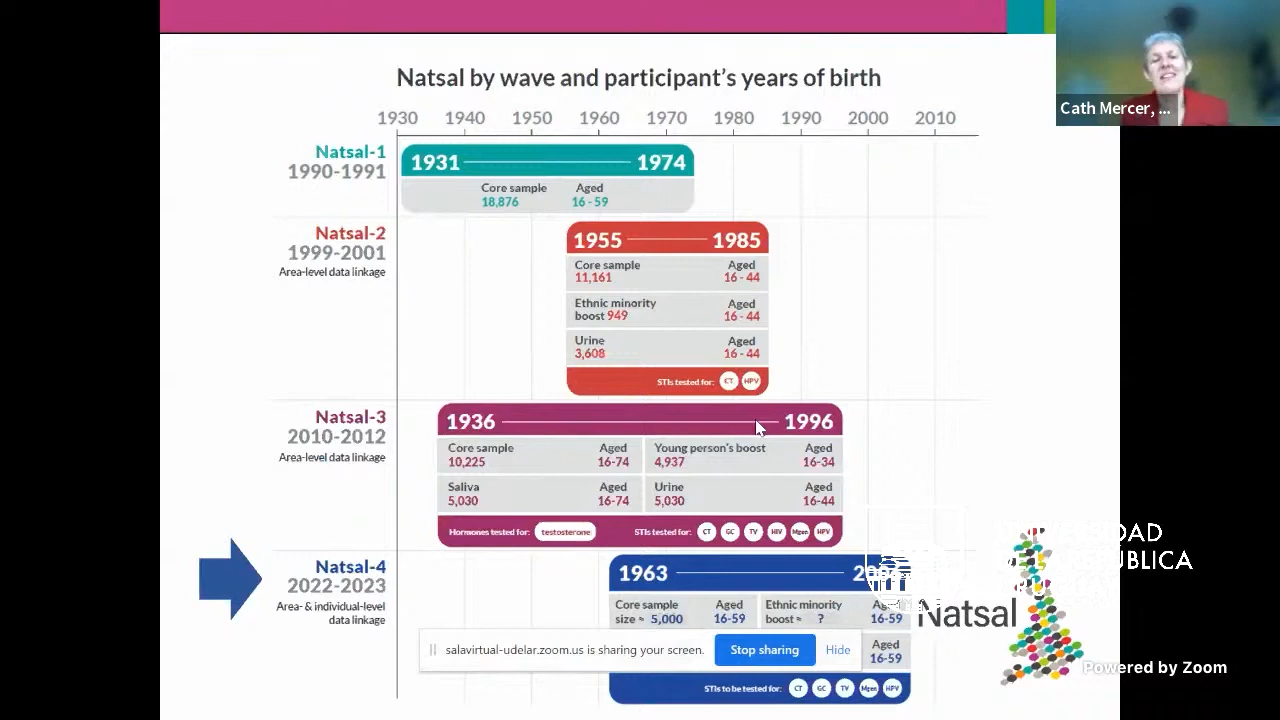 Natsal by wave and participant's years of birth
1930 1940 1950 1960 1970 1980 1990 2000 2010
Natsal-1
1990-1991
1931 1974
Core sample Aged
18,876 16 - 59
Natsal-2
1999-2001
Area-level data linkage
1955 1985
Core sample Aged
11,161 16 - 44
Ethnic minority Aged
boost 949 16 - 44
Urine Aged
3,608 16 - 44
STIs tested for: CT HPV
Natsal-3
2010-2012
Area-level data linkage
1936 1996
Core sample Aged Young person's boost Aged
10,225 16-74 4,937 16-34
Saliva Aged Urine Aged
5,030 16-74 5,030 16-44
Hormones tested for: testosterone STIs tested for: CT GC TV HIV Mgen HPV
Natsal-4
2022-2023
Area- & individual-level
data linkage
1963
Core sample Aged Ethnic minority
size ≈ 5,000 16-59 boost ≈ ? 16-59
Aged
16-59
STIs to be tested for: CT GC TV Mgen HPV
salavirtual-udelar.zoom.us is sharing your screen. Stop sharing Hide
Natsal
Cath Mercer, ...
Powered by Zoom